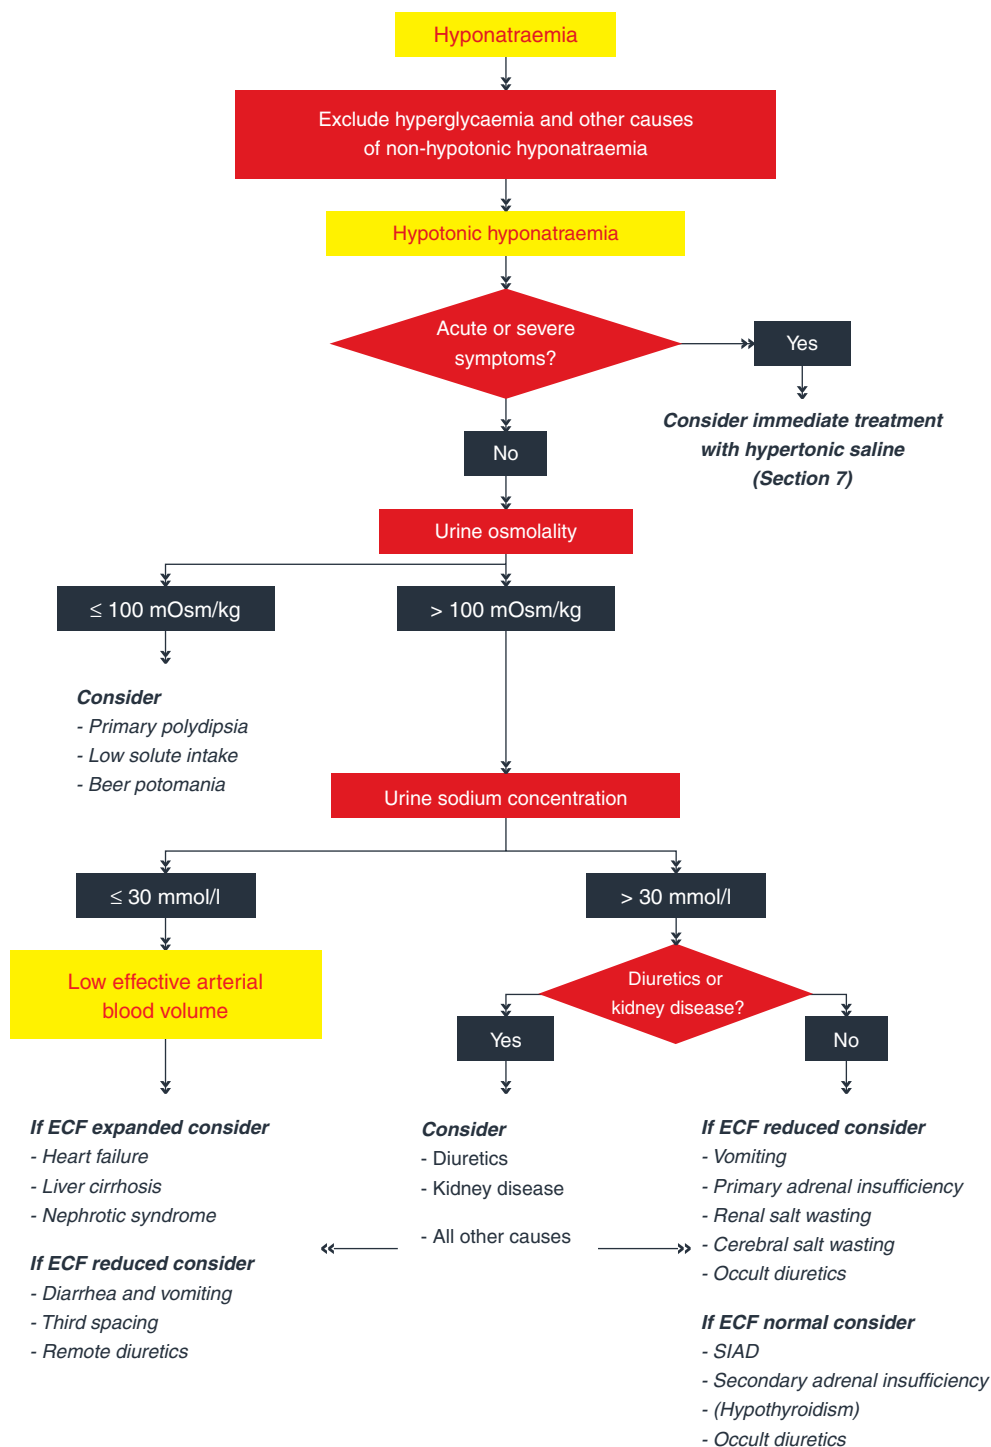 Hyponatraemia
Exclude hyperglycaemia and other causes
of non-hypotonic hyponatraemia
Hypotonic hyponatraemia
Acute or severe
symptoms?
Yes
Consider immediate treatment
with hypertonic saline
(Section 7)
No
Urine osmolality
≤ 100 mOsm/kg
> 100 mOsm/kg
Consider
- Primary polydipsia
- Low solute intake
- Beer potomania
Urine sodium concentration
≤ 30 mmol/l
> 30 mmol/l
Low effective arterial
blood volume
Diuretics or
kidney disease?
Yes
No
If ECF expanded consider
- Heart failure
- Liver cirrhosis
- Nephrotic syndrome
If ECF reduced consider
- Diarrhea and vomiting
- Third spacing
- Remote diuretics
Consider
- Diuretics
- Kidney disease
- All other causes
If ECF reduced consider
- Vomiting
- Primary adrenal insufficiency
- Renal salt wasting
- Cerebral salt wasting
- Occult diuretics
If ECF normal consider
- SIAD
- Secondary adrenal insufficiency
- (Hypothyroidism)
- Occult diuretics